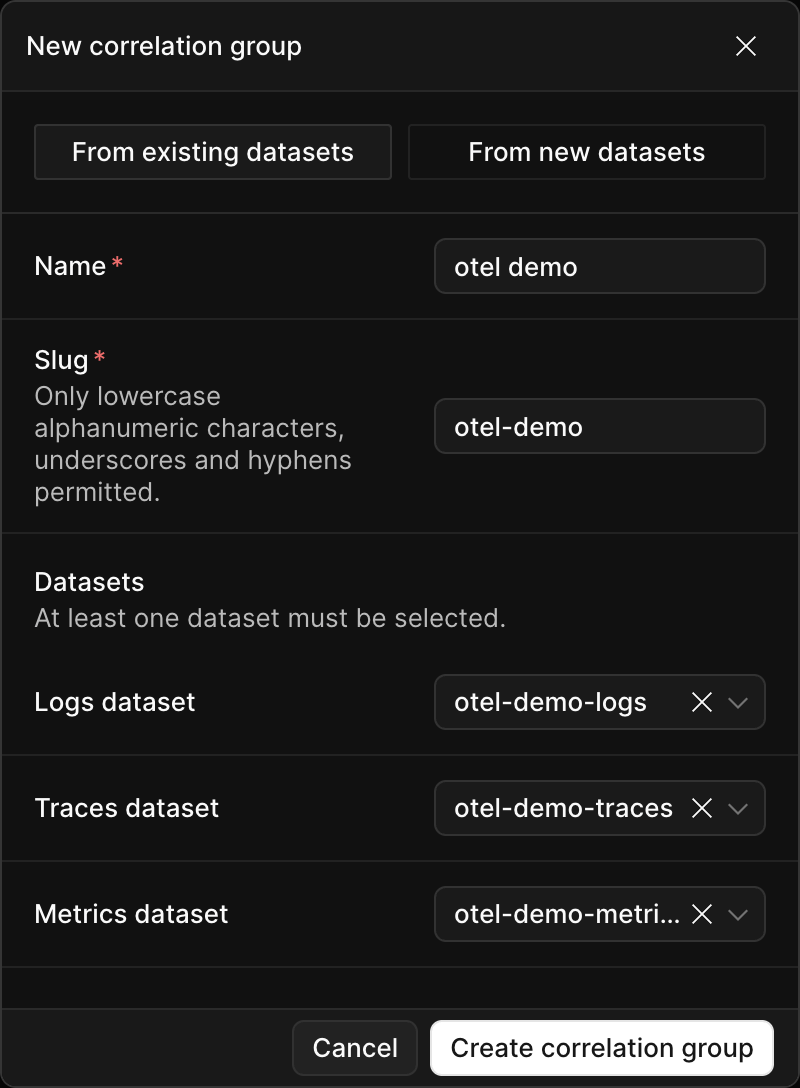 New correlation group
From existing datasets
From new datasets
Name *
otel demo
Slug *
Only lowercase
alphanumeric characters,
underscores and hyphens
permitted.
otel-demo
Datasets
At least one dataset must be selected.
Logs dataset
otel-demo-logs
Traces dataset
otel-demo-traces
Metrics dataset
otel-demo-metri...
Cancel
Create correlation group